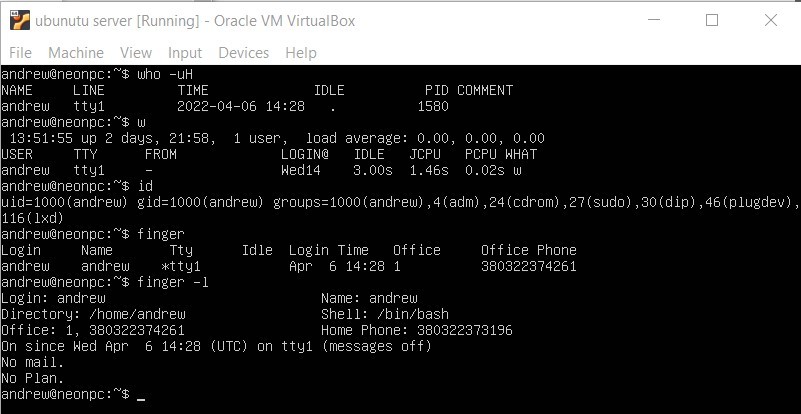 ubunutu server [Running] - Oracle VM VirtualBox
File Machine View Input Devices Help
andrew@neonpc:~$ who -uH
NAME     LINE         TIME             IDLE          PID COMMENT
andrew   tty1         2022-04-06 14:28   .          1580
andrew@neonpc:~$ w
 13:51:55 up 2 days, 21:58,  1 user,  load average: 0.00, 0.00, 0.00
USER     TTY      FROM             LOGIN@   IDLE   JCPU   PCPU WHAT
andrew   tty1     -                Wed14    3.00s  1.46s  0.02s w
andrew@neonpc:~$ id
uid=1000(andrew) gid=1000(andrew) groups=1000(andrew),4(adm),24(cdrom),27(sudo),30(dip),46(plugdev),
116(lxd)
andrew@neonpc:~$ finger
Login     Name       Tty      Idle  Login Time   Office     Office Phone
andrew    andrew    *tty1           Apr  6 14:28 1          380322374261
andrew@neonpc:~$ finger -l
Login: andrew                           Name: andrew
Directory: /home/andrew                 Shell: /bin/bash
Office: 1, 380322374261                 Home Phone: 380322373196
On since Wed Apr  6 14:28 (UTC) on tty1 (messages off)
No mail.
No Plan.
andrew@neonpc:~$ _